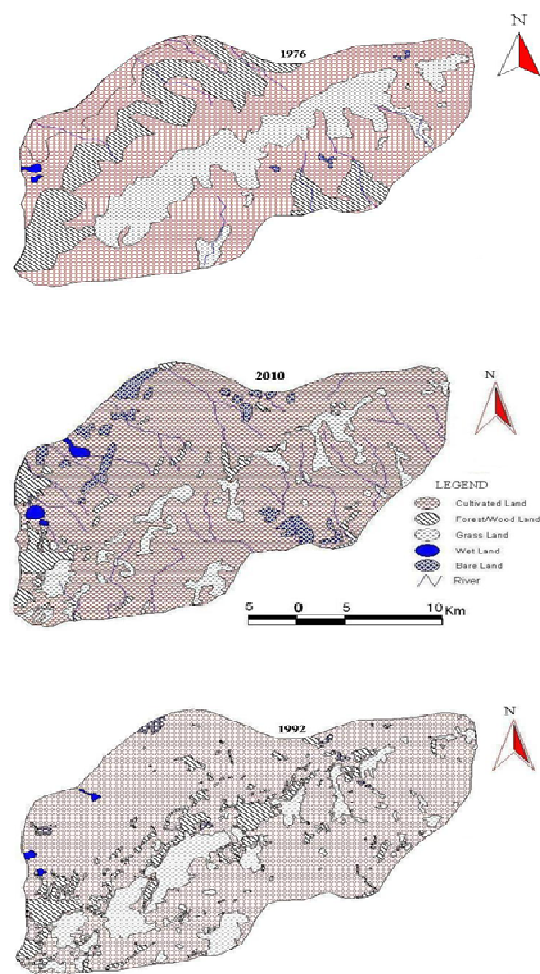 N
1976
2010
N
LEGEND
Cultivated Land
Forest/Wood Land
Grass Land
Wet Land
Bare Land
River
5 0 5 10 Km
N
1992